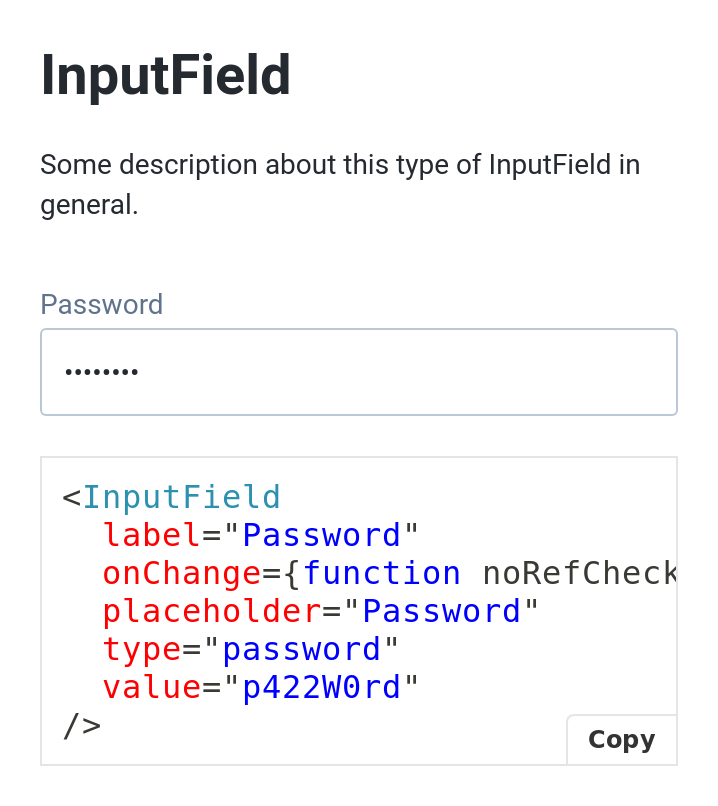 InputField
Some description about this type of InputField in
general.
Password
••••••••
<InputField
  label="Password"
  onChange={function noRefCheck
  placeholder="Password"
  type="password"
  value="p422W0rd"
/>
Copy